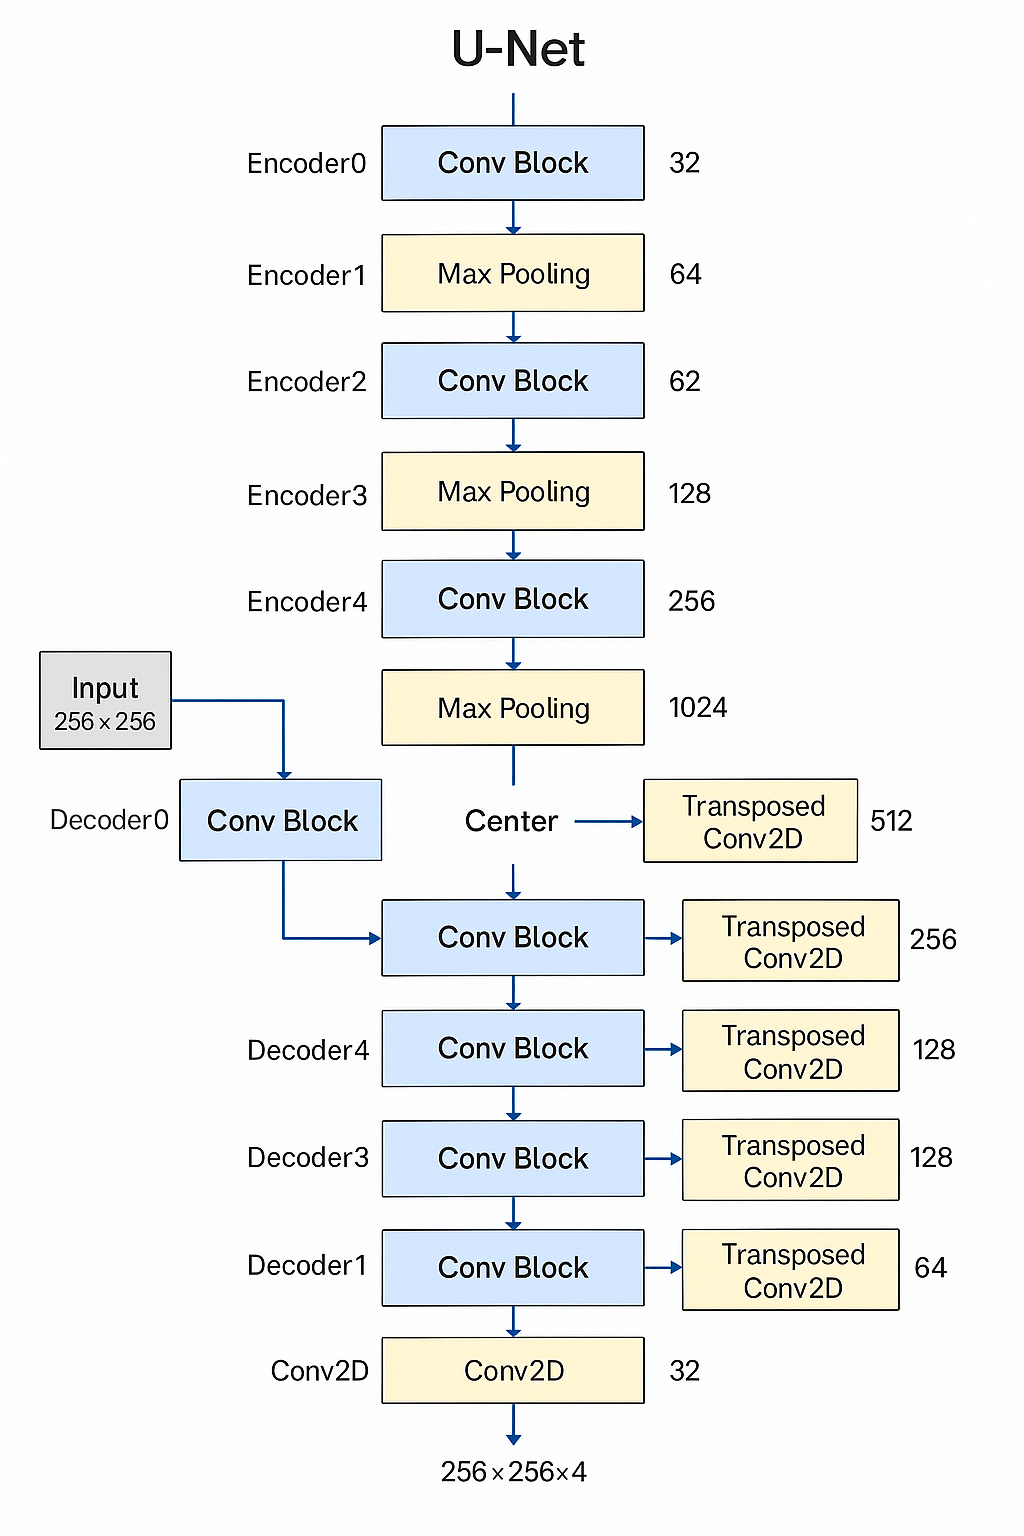 U-Net
Encoder0 Conv Block 32
Encoder1 Max Pooling 64
Encoder2 Conv Block 62
Encoder3 Max Pooling 128
Encoder4 Conv Block 256
Input
256×256
Max Pooling 1024
Decoder0 Conv Block Center
Transposed
Conv2D
512
Conv Block
Transposed
Conv2D
256
Decoder4 Conv Block
Transposed
Conv2D
128
Decoder3 Conv Block
Transposed
Conv2D
128
Decoder1 Conv Block
Transposed
Conv2D
64
Conv2D Conv2D 32
256×256×4